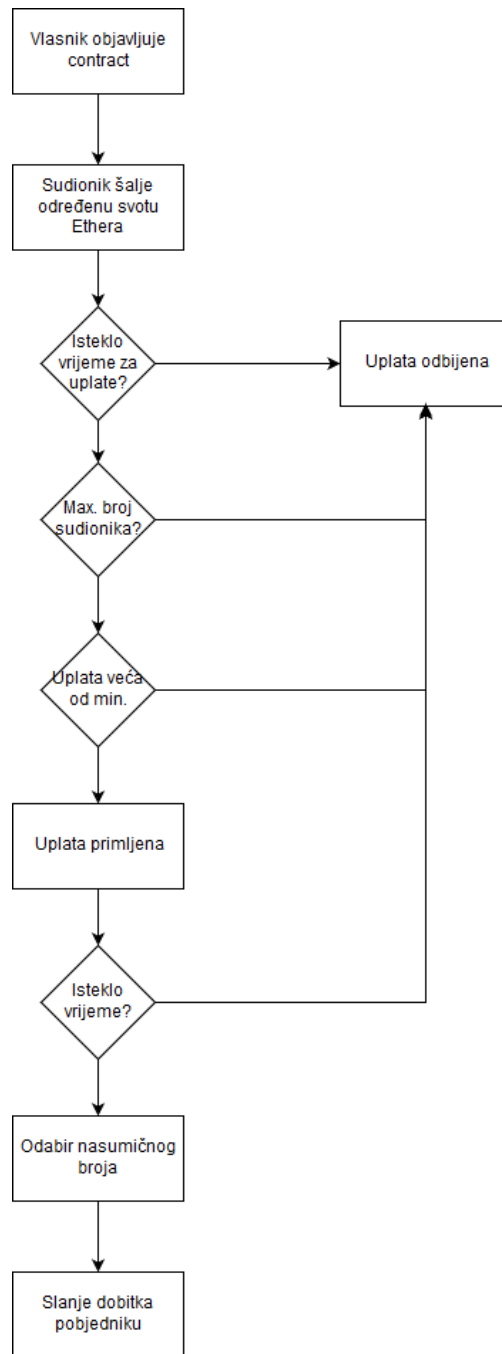 Vlasnik objavljuje
contract
Sudionik šalje
određenu svotu
Ethera
Isteklo
vrijeme za
uplate?
Uplata odbijena
Max. broj
sudionika?
Uplata veća
od min.
Uplata primljena
Isteklo
vrijeme?
Odabir nasumičnog
broja
Slanje dobitka
pobjedniku